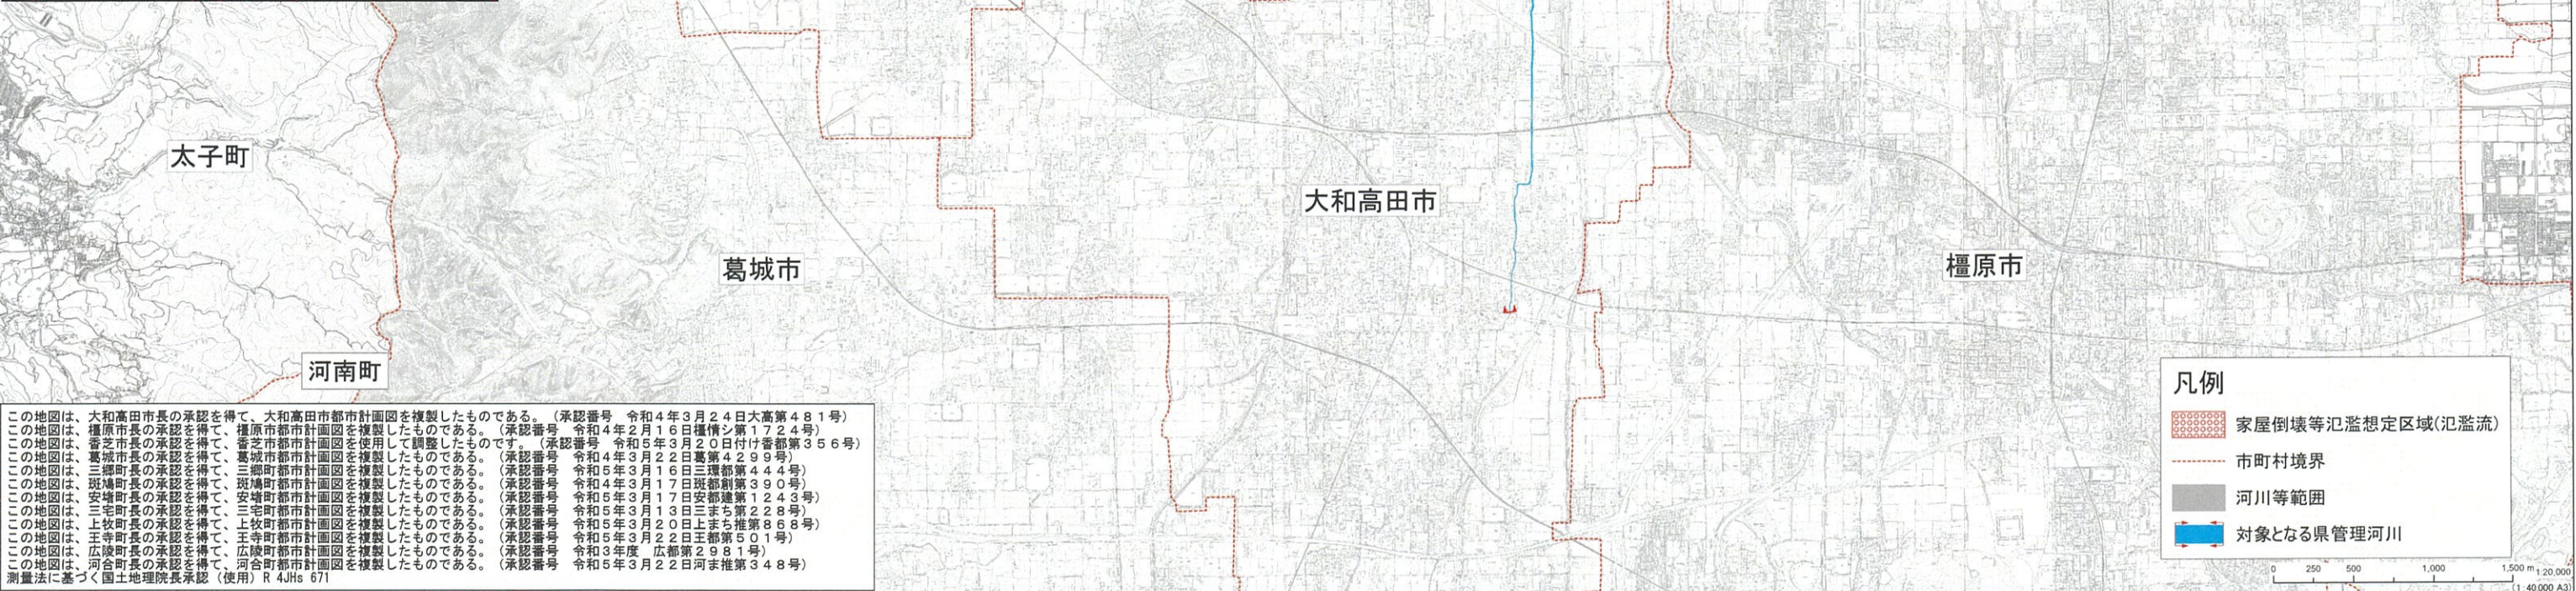 太子町
大和高田市
葛城市
橿原市
河南町
凡例
家屋倒壊等氾濫想定区域(氾濫流)
市町村境界
河川等範囲
対象となる県管理河川
この地図は、大和高田市長の承認を得て、大和高田市都市計画図を複製したものである。（承認番号　令和４年３月２４日大高第４８１号）
この地図は、橿原市長の承認を得て、橿原市都市計画図を複製したものである。（承認番号　令和４年２月１６日橿情シ第１７２４号）
この地図は、香芝市長の承認を得て、香芝市都市計画図を使用して調整したものです。（承認番号　令和５年３月２０日付け香都第３５６号）
この地図は、葛城市長の承認を得て、葛城市都市計画図を複製したものである。（承認番号　令和４年３月２２日葛第４２９９号）
この地図は、三郷町長の承認を得て、三郷町都市計画図を複製したものである。（承認番号　令和５年３月１６日三環都第４４４号）
この地図は、斑鳩町長の承認を得て、斑鳩町都市計画図を複製したものである。（承認番号　令和４年３月１７日斑都創第３９０号）
この地図は、安堵町長の承認を得て、安堵町都市計画図を複製したものである。（承認番号　令和５年３月１７日安都建第１２４３号）
この地図は、三宅町長の承認を得て、三宅町都市計画図を複製したものである。（承認番号　令和５年３月１３日三まち第２２８号）
この地図は、上牧町長の承認を得て、上牧町都市計画図を複製したものである。（承認番号　令和５年３月２０日上まち推第８６８号）
この地図は、王寺町長の承認を得て、王寺町都市計画図を複製したものである。（承認番号　令和５年３月２２日王都第５０１号）
この地図は、広陵町長の承認を得て、広陵町都市計画図を複製したものである。（承認番号　令和３年度　広都第２９８１号）
この地図は、河合町長の承認を得て、河合町都市計画図を複製したものである。（承認番号　令和５年３月２２日河ま推第３４８号）
測量法に基づく国土地理院長承認（使用）R 4JHs 671
0 250 500 1,000 1,500 m
1:20,000
(1:40,000 A3)